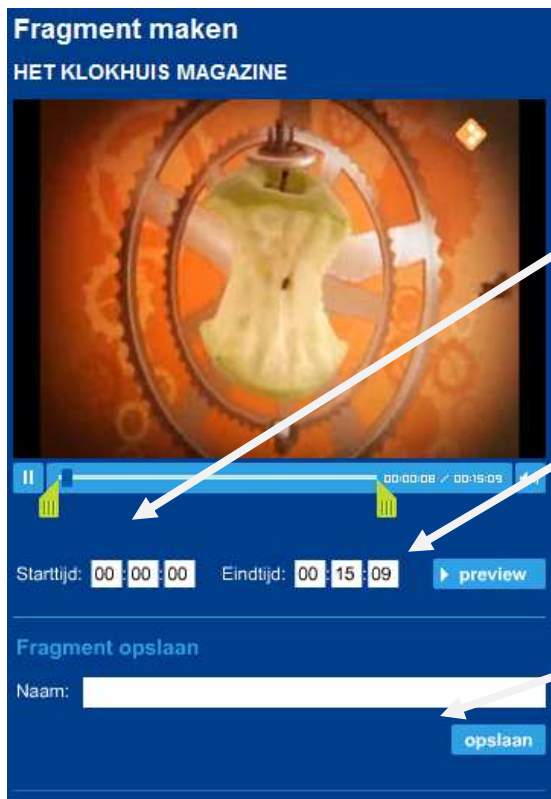 Fragment maken
HET KLOKHUIS MAGAZINE
00:00:08 / 00:15:09
Starttijd: 00:00:00 Eindtijd: 00:15:09 preview
Fragment opslaan
Naam:
opslaan